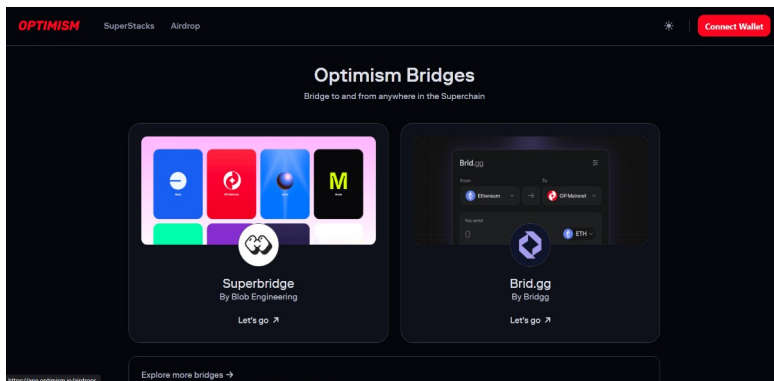 OPTIMISM SuperStacks Airdrop Connect Wallet
Optimism Bridges
Bridge to and from anywhere in the Superchain
M
Brid.gg
From To
Ethereum → OP Mainnet
You send
0 ETH
Superbridge
By Blob Engineering
Let's go ↗
Brid.gg
By Bridgg
Let's go ↗
Explore more bridges →
https://app.optimism.io/airdrops